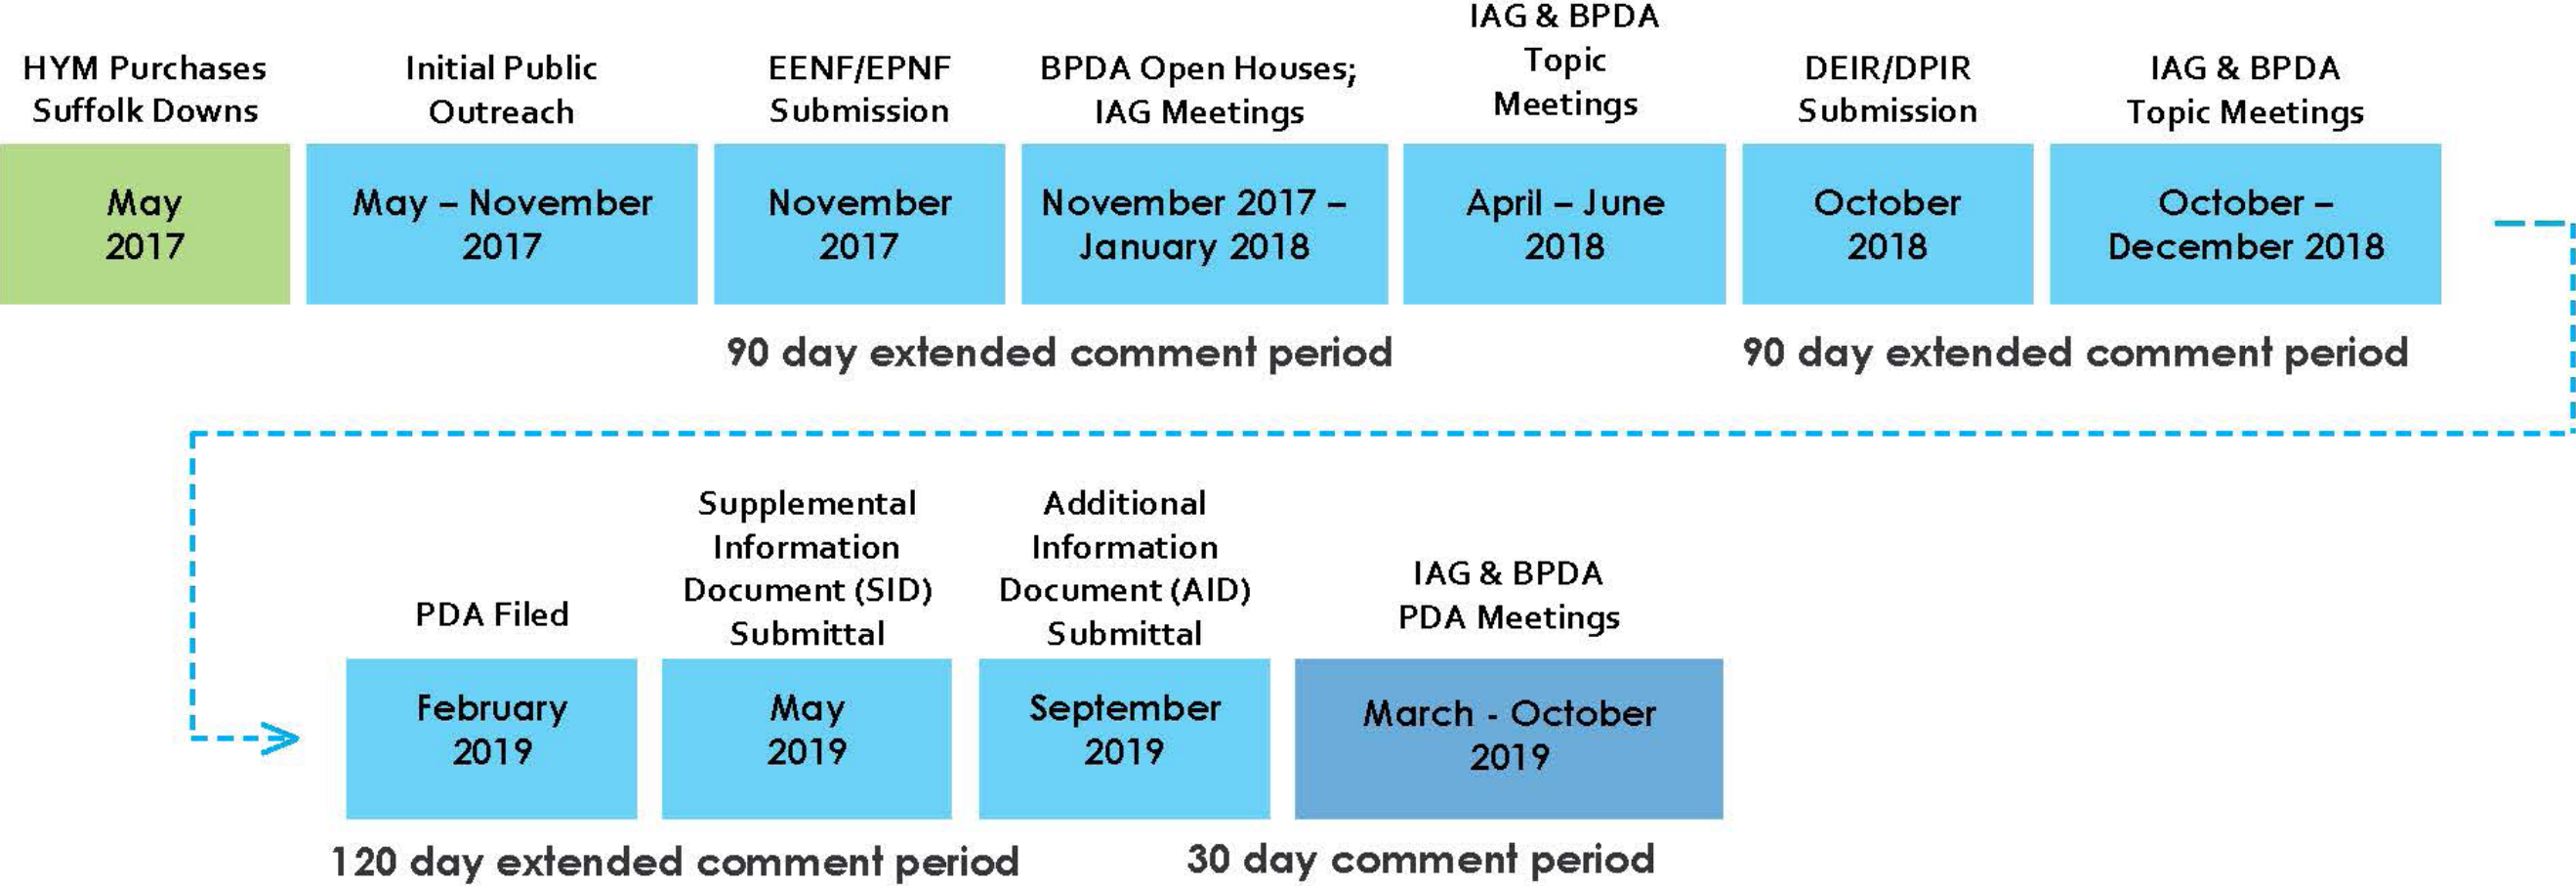 HYM Purchases
Suffolk Downs
May
2017
Initial Public
Outreach
May – November
2017
EENF/EPNF
Submission
November
2017
BPDA Open Houses;
IAG Meetings
November 2017 –
January 2018
IAG & BPDA
Topic
Meetings
April – June
2018
DEIR/DPIR
Submission
October
2018
IAG & BPDA
Topic Meetings
October –
December 2018
90 day extended comment period
90 day extended comment period
PDA Filed
February
2019
Supplemental
Information
Document (SID)
Submittal
May
2019
Additional
Information
Document (AID)
Submittal
September
2019
IAG & BPDA
PDA Meetings
March - October
2019
120 day extended comment period
30 day comment period